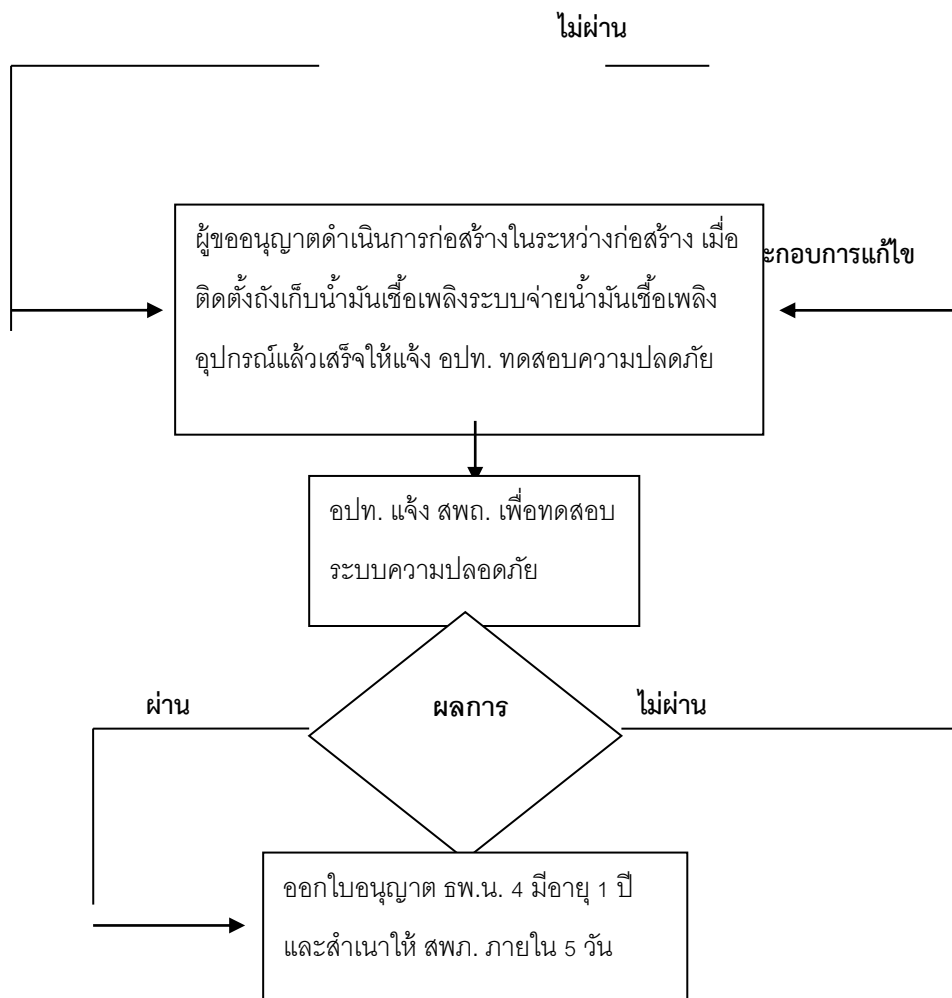 ไม่ผ่าน
ผู้ขออนุญาตดำเนินการก่อสร้างในระหว่างก่อสร้าง เมื่อ
ติดตั้งถังเก็บน้ำมันเชื้อเพลิงระบบจ่ายน้ำมันเชื้อเพลิง
อุปกรณ์แล้วเสร็จให้แจ้ง อปท. ทดสอบความปลดภัย
ะกอบการแก้ไข
อปท. แจ้ง สพถ. เพื่อทดสอบ
ระบบความปลอดภัย
ผ่าน
ผลการ
ไม่ผ่าน
ออกใบอนุญาต ธพ.น. 4 มีอายุ 1 ปี
และสำเนาให้ สพภ. ภายใน 5 วัน